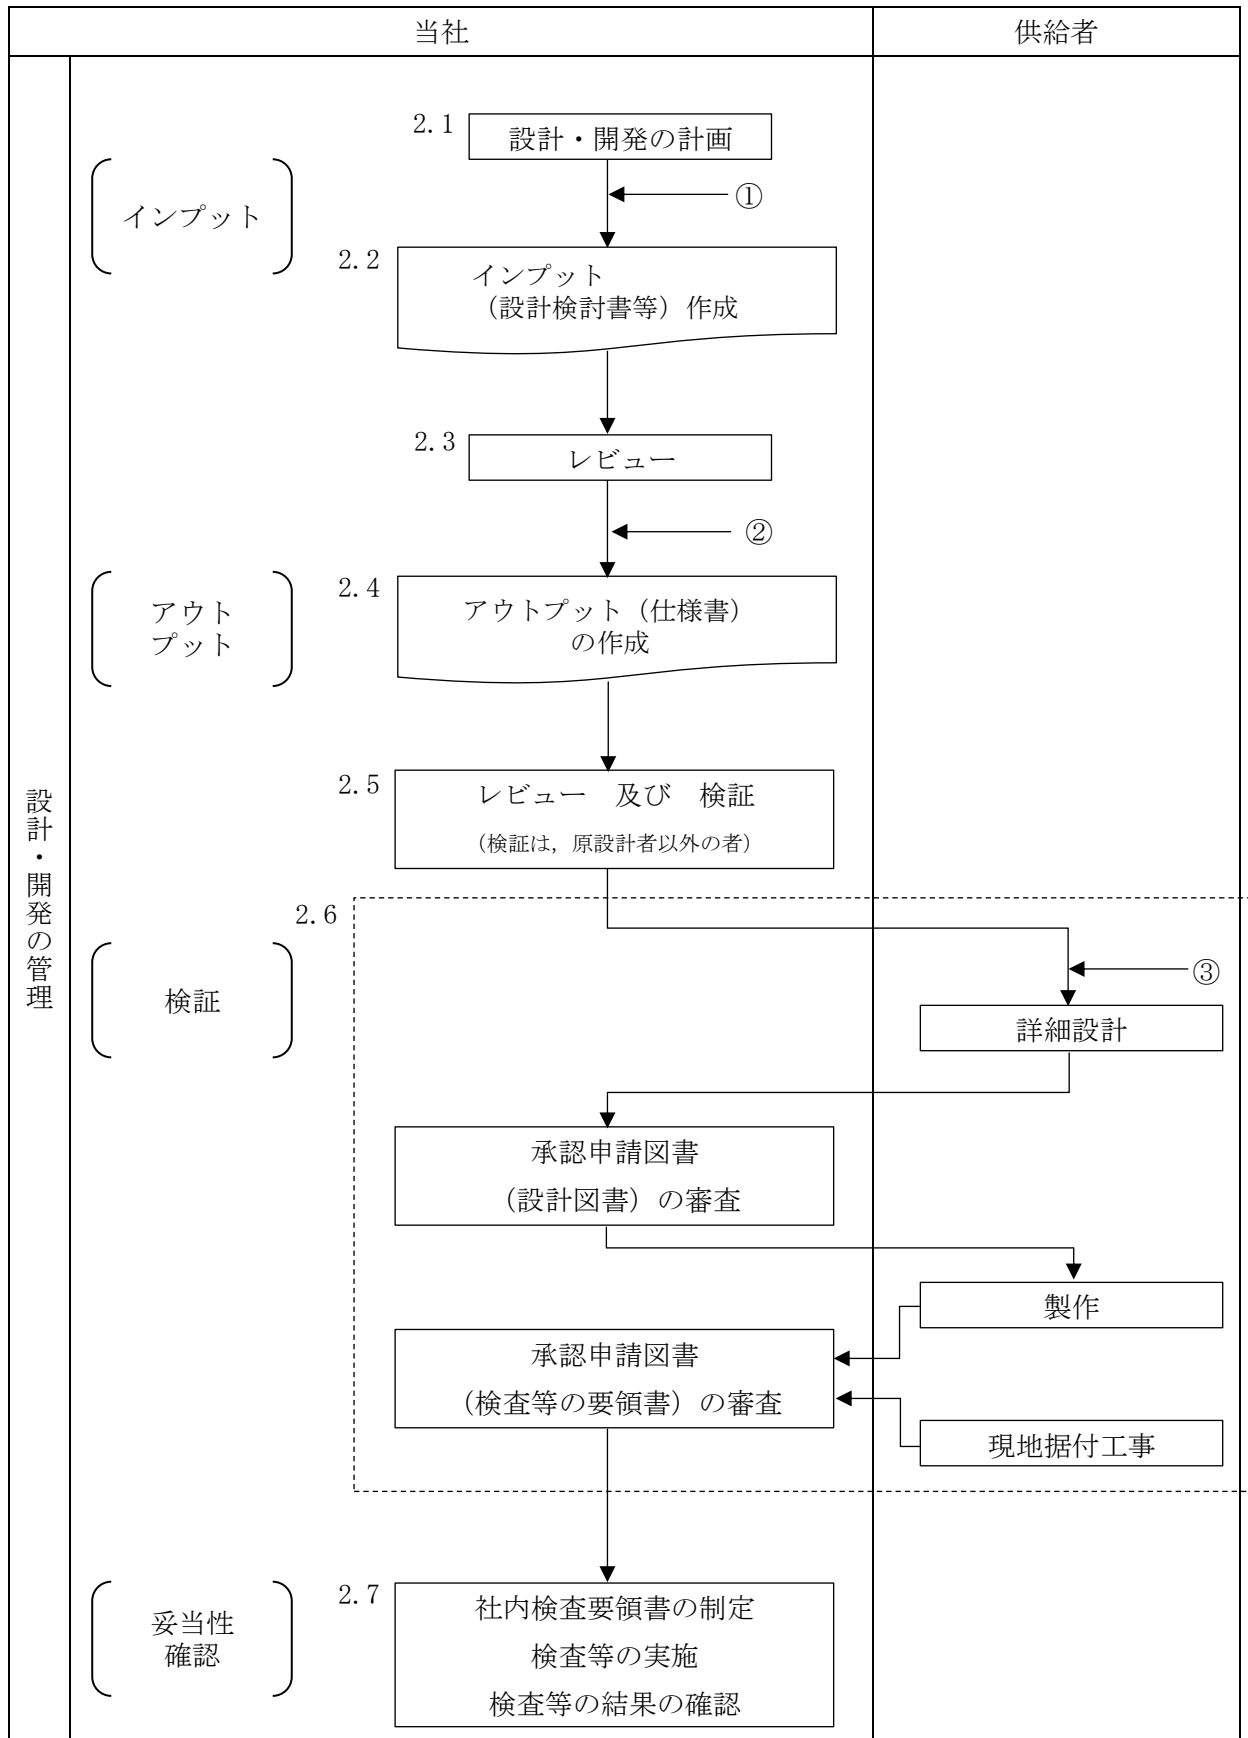 当社
供給者
設計・開発の管理
2.1
設計・開発の計画
①
インプット
2.2
インプット
（設計検討書等）作成
2.3
レビュー
②
アウト
プット
2.4
アウトプット（仕様書）
の作成
2.5
レビュー　及び　検証
（検証は，原設計者以外の者）
2.6
③
検証
詳細設計
承認申請図書
（設計図書）の審査
製作
承認申請図書
（検査等の要領書）の審査
現地据付工事
妥当性
確認
2.7
社内検査要領書の制定
検査等の実施
検査等の結果の確認